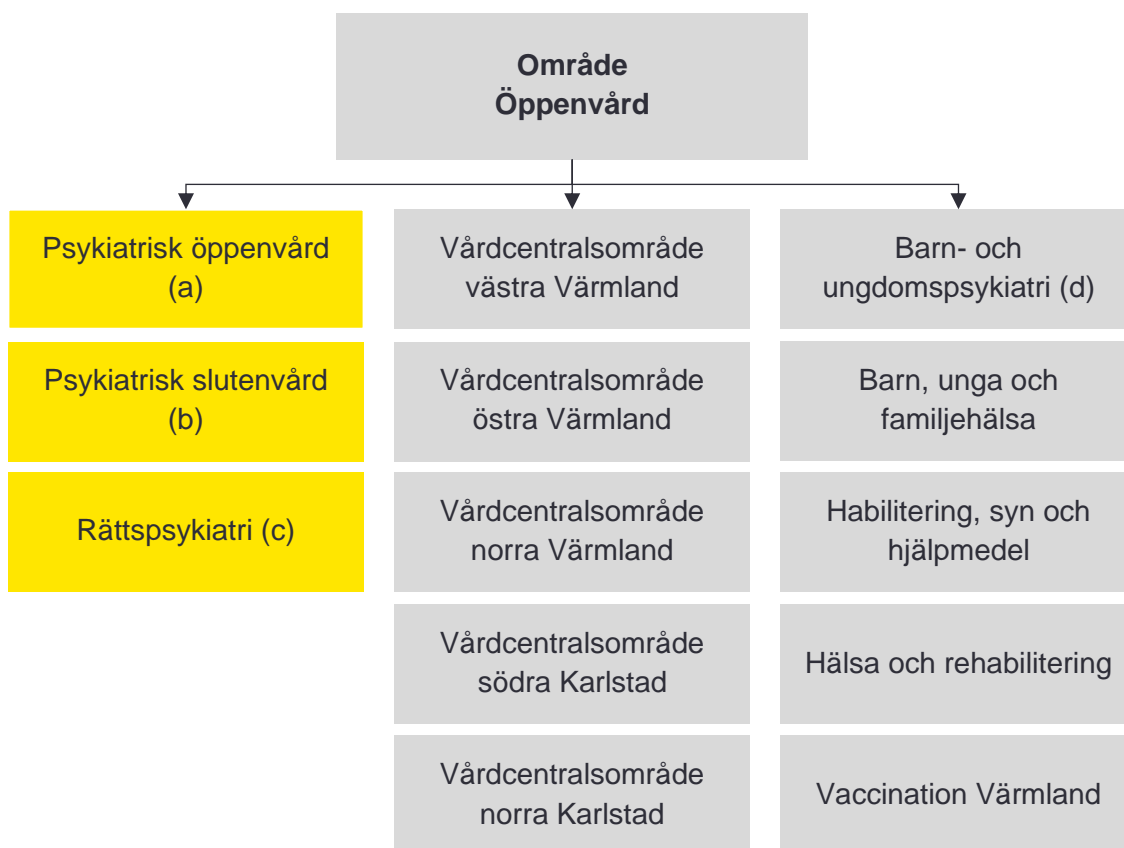 Område
Öppenvård
Psykiatrisk öppenvård
(a)
Psykiatrisk slutenvård
(b)
Rättspsykiatri (c)
Vårdcentralsområde
västra Värmland
Vårdcentralsområde
östra Värmland
Vårdcentralsområde
norra Värmland
Vårdcentralsområde
södra Karlstad
Vårdcentralsområde
norra Karlstad
Barn- och
ungdomspsykiatri (d)
Barn, unga och
familjehälsa
Habilitering, syn och
hjälpmedel
Hälsa och rehabilitering
Vaccination Värmland